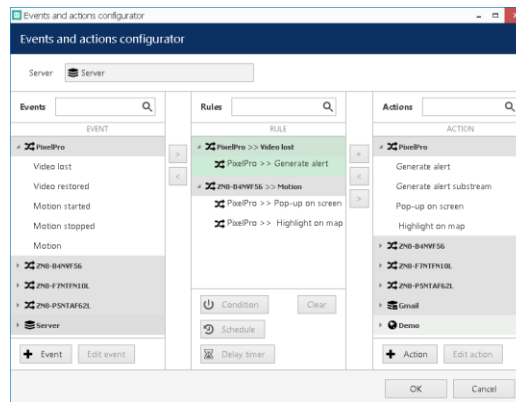 Events and actions configurator
Events and actions configurator
Server Server
Events
EVENT
PixelPro
Video lost
Video restored
Motion started
Motion stopped
Motion
ZN8-B4NVF56
ZN8-F7NTFN10L
ZN8-P5NTAF62L
Server
+ Event Edit event
> 
<
Rules
RULE
PixelPro >> Video lost
PixelPro >> Generate alert
ZN8-B4NVF56 >> Motion
PixelPro >> Pop-up on screen
PixelPro >> Highlight on map
Condition Clear
Schedule
Delay timer
+
<
>
Actions
ACTION
PixelPro
Generate alert
Generate alert substream
Pop-up on screen
Highlight on map
ZN8-B4NVF56
ZN8-F7NTFN10L
ZN8-P5NTAF62L
Gmail
Demo
+ Action Edit action
OK Cancel